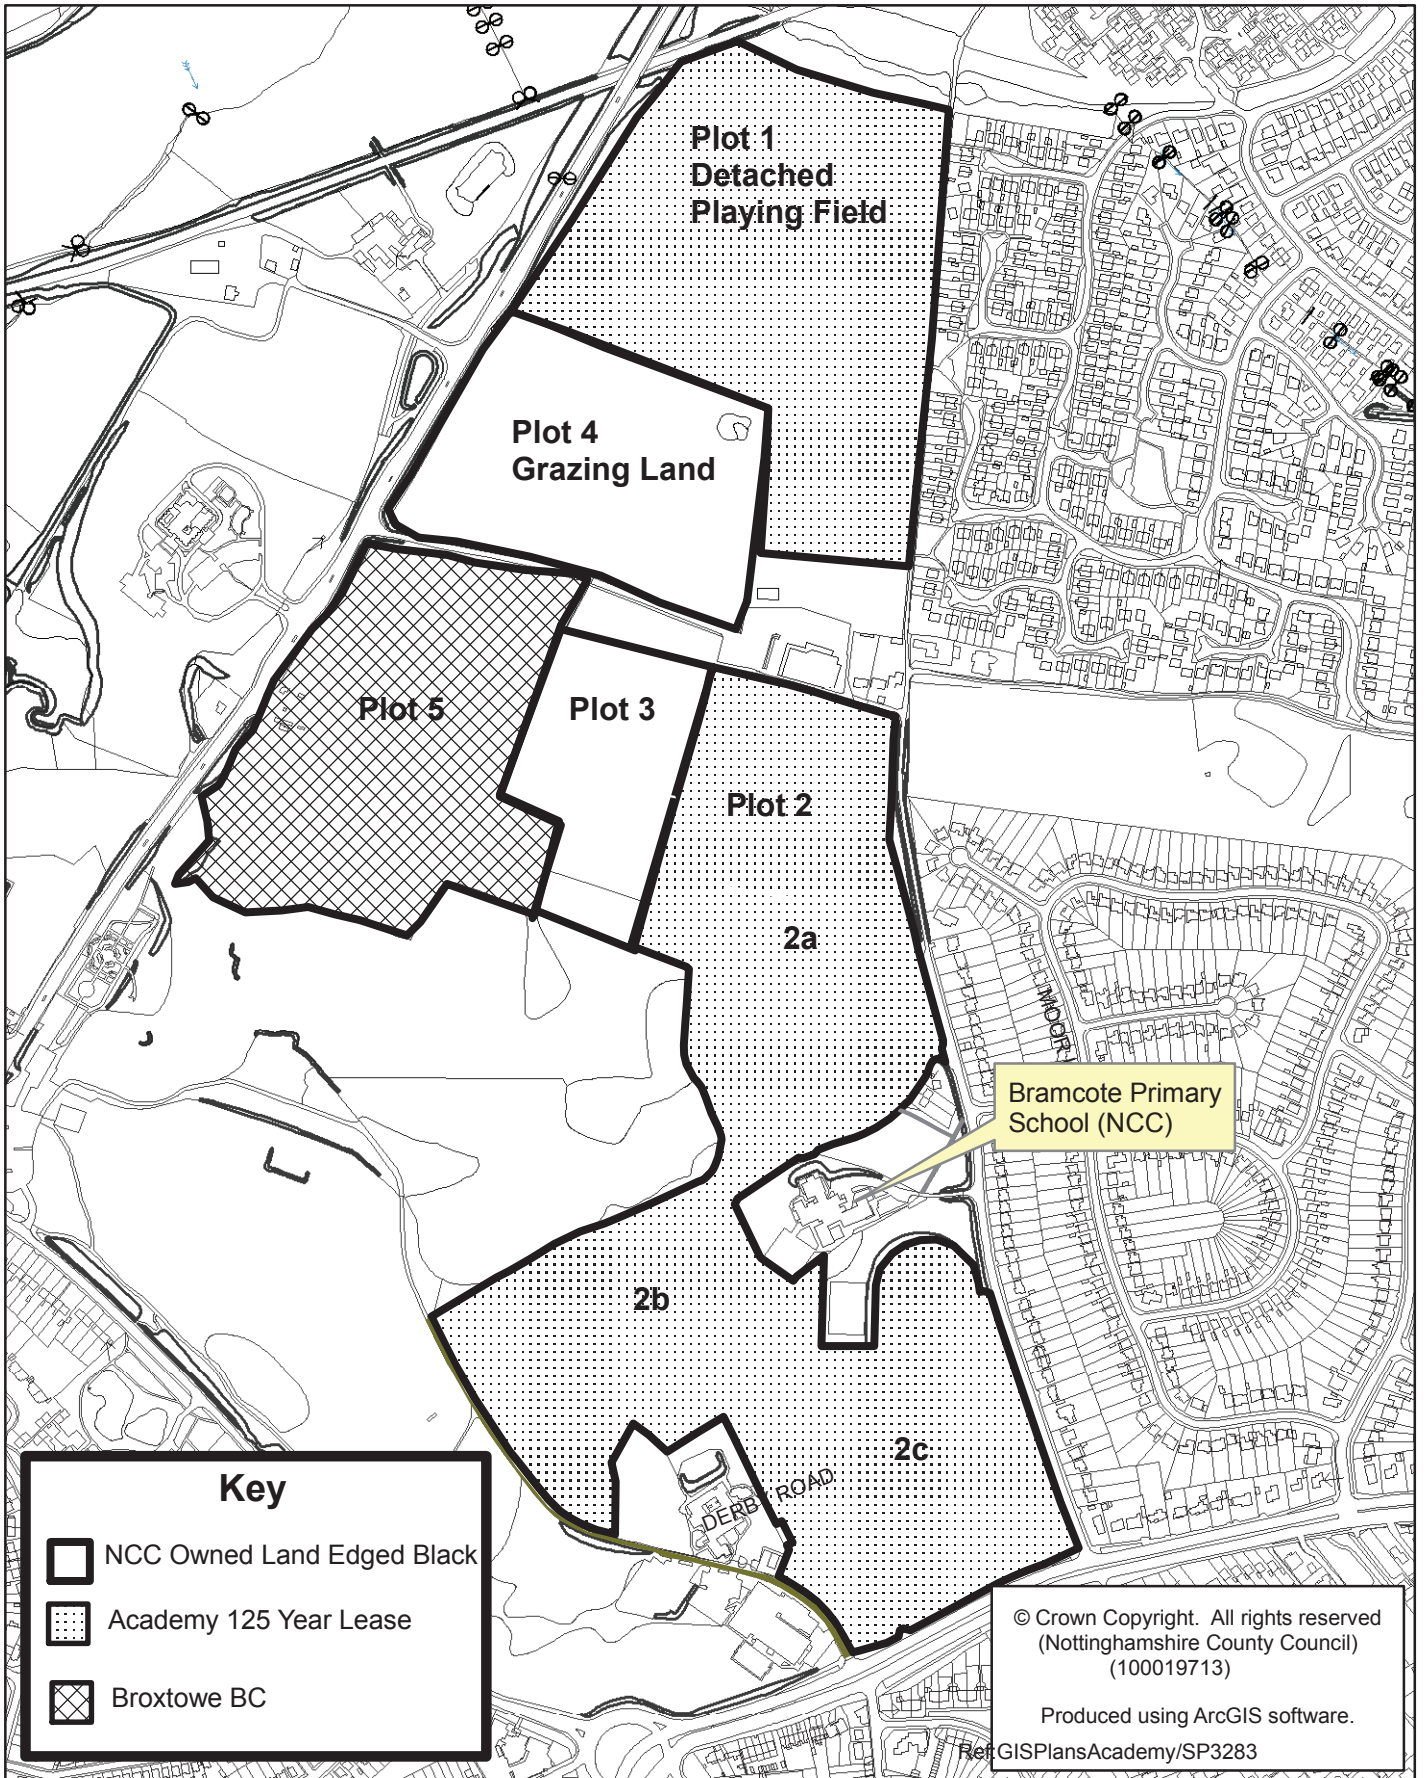 Plot 1
Detached
Playing Field
Plot 4
Grazing Land
Plot 5
Plot 3
Plot 2
2a
MOOR
Bramcote Primary
School (NCC)
2b
2c
DERBY ROAD
Key
NCC Owned Land Edged Black
Academy 125 Year Lease
Broxtowe BC
© Crown Copyright. All rights reserved
(Nottinghamshire County Council)
(100019713)
Produced using ArcGIS software.
Ref:GISPlansAcademy/SP3283